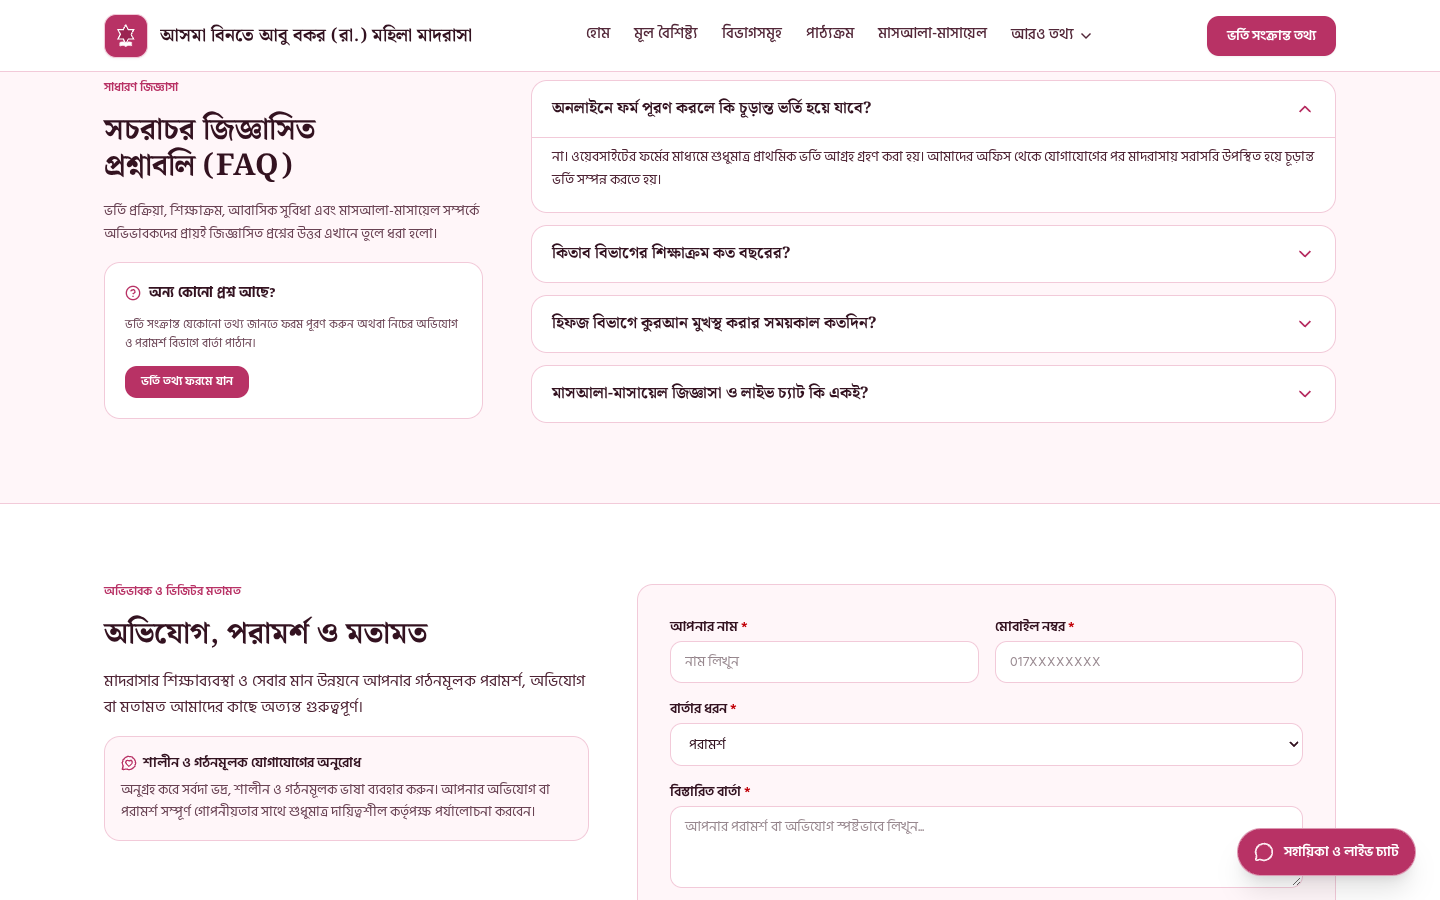 আসমা বিনতে আবু বকর (রা.) মহিলা মাদরাসা
হোম
মূল বৈশিষ্ট্য
বিভাগসমূহ
পাঠ্যক্রম
মাসআলা-মাসায়েল
আরও তথ্য
ভর্তি সংক্রান্ত তথ্য
সাধারণ জিজ্ঞাসা
সচরাচর জিজ্ঞাসিত
প্রশ্নাবলি (FAQ)
ভর্তি প্রক্রিয়া, শিক্ষাক্রম, আবাসিক সুবিধা এবং মাসআলা-মাসায়েল সম্পর্কে
অভিভাবকদের প্রায়ই জিজ্ঞাসিত প্রশ্নের উত্তর এখানে তুলে ধরা হলো।
অন্য কোনো প্রশ্ন আছে?
ভর্তি সংক্রান্ত যেকোনো তথ্য জানতে ফরম পূরণ করুন অথবা নিচের অভিযোগ
ও পরামর্শ বিভাগে বার্তা পাঠান।
ভর্তি তথ্য ফরমে যান
অনলাইনে ফর্ম পূরণ করলে কি চূড়ান্ত ভর্তি হয়ে যাবে?
না। ওয়েবসাইটের ফর্মের মাধ্যমে শুধুমাত্র প্রাথমিক ভর্তি আগ্রহ গ্রহণ করা হয়। আমাদের অফিস থেকে যোগাযোগের পর মাদরাসায় সরাসরি উপস্থিত হয়ে চূড়ান্ত
ভর্তি সম্পন্ন করতে হয়।
কিতাব বিভাগের শিক্ষাক্রম কত বছরের?
হিফজ বিভাগে কুরআন মুখস্থ করার সময়কাল কতদিন?
মাসআলা-মাসায়েল জিজ্ঞাসা ও লাইভ চ্যাট কি একই?
অভিভাবক ও ভিজিটর মতামত
অভিযোগ, পরামর্শ ও মতামত
মাদরাসার শিক্ষাব্যবস্থা ও সেবার মান উন্নয়নে আপনার গঠনমূলক পরামর্শ, অভিযোগ
বা মতামত আমাদের কাছে অত্যন্ত গুরুত্বপূর্ণ।
শালীন ও গঠনমূলক যোগাযোগের অনুরোধ
অনুগ্রহ করে সর্বদা ভদ্র, শালীন ও গঠনমূলক ভাষা ব্যবহার করুন। আপনার অভিযোগ বা
পরামর্শ সম্পূর্ণ গোপনীয়তার সাথে শুধুমাত্র দায়িত্বশীল কর্তৃপক্ষ পর্যালোচনা করবেন।
আপনার নাম *
নাম লিখুন
মোবাইল নম্বর *
017XXXXXXXX
বার্তার ধরন *
পরামর্শ
বিস্তারিত বার্তা *
আপনার পরামর্শ বা অভিযোগ স্পষ্টভাবে লিখুন...
সহায়িকা ও লাইভ চ্যাট